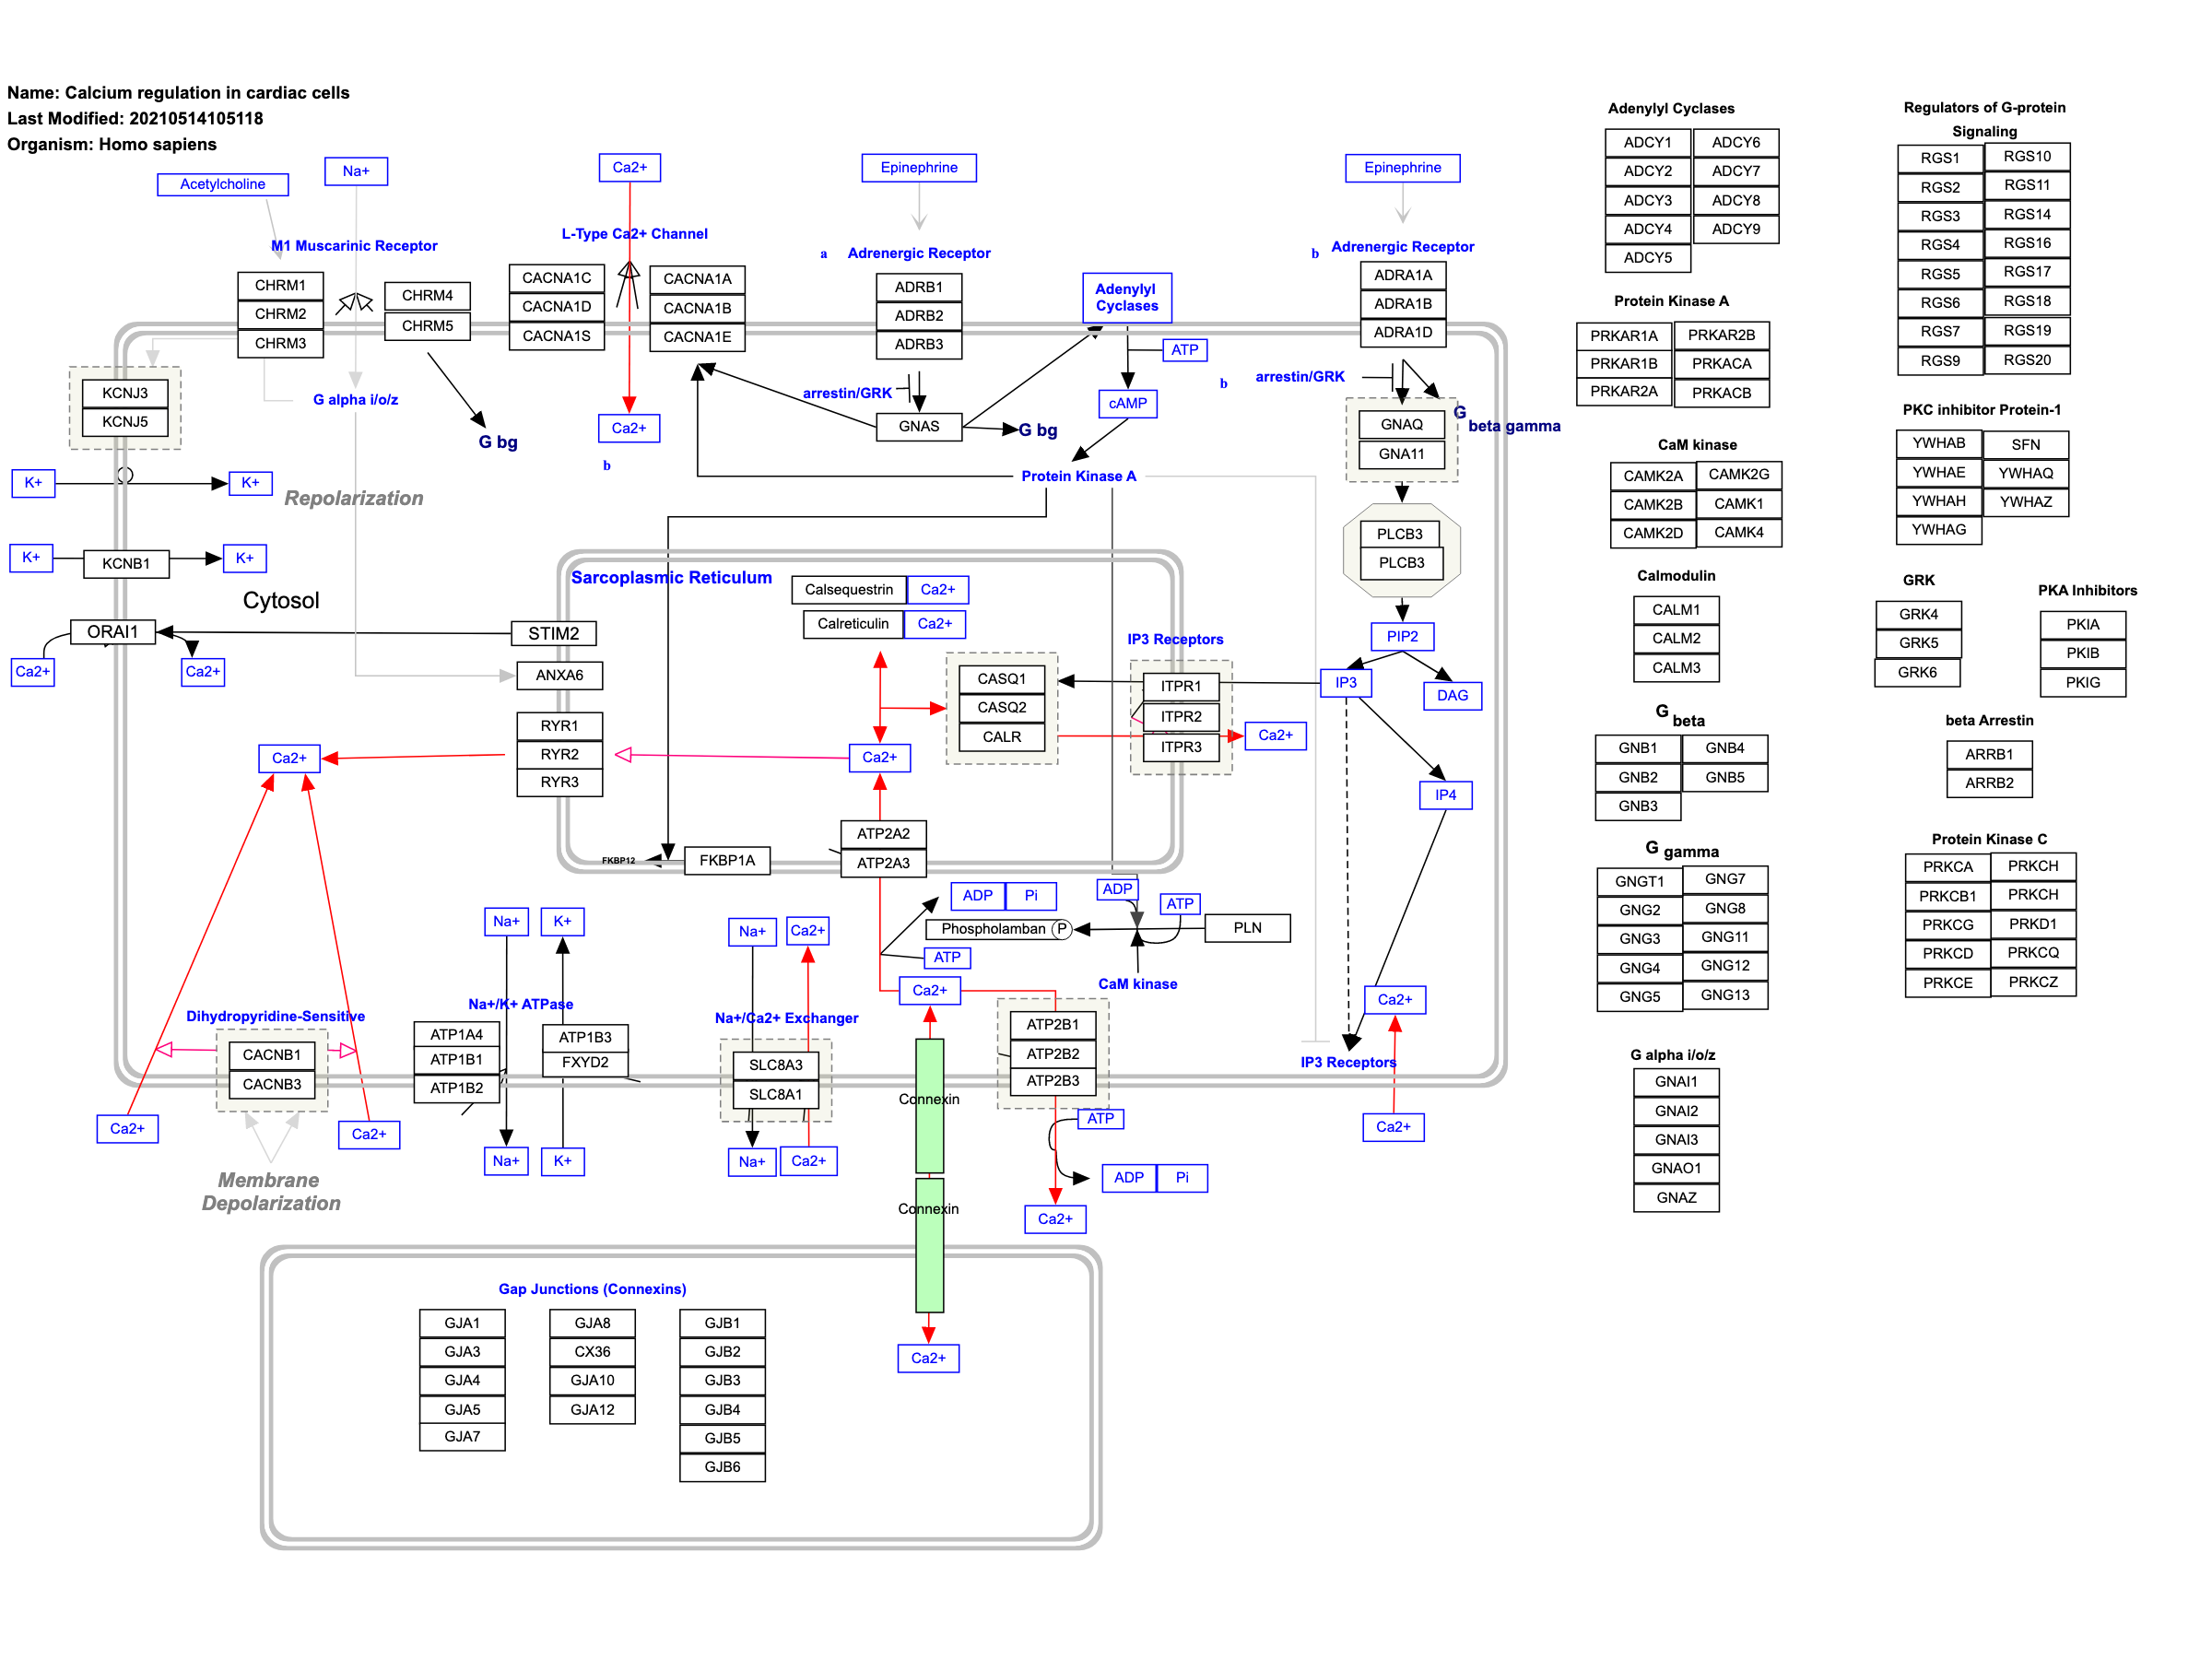 Name: Calcium regulation in cardiac cells
Last Modified: 20210514105118
Organism: Homo sapiens
Acetylcholine
Na+
Ca2+
Epinephrine
Epinephrine
M1 Muscarinic Receptor
L-Type Ca2+ Channel
a
Adrenergic Receptor
b
Adrenergic Receptor
CHRM1
CHRM2
CHRM3
CHRM4
CHRM5
CACNA1C
CACNA1D
CACNA1S
CACNA1A
CACNA1B
CACNA1E
ADRB1
ADRB2
ADRB3
Adenylyl
Cyclases
ADRA1A
ADRA1B
ADRA1D
ATP
KCNJ3
KCNJ5
G alpha i/o/z
G bg
Ca2+
b
arrestin/GRK
GNAS
G bg
cAMP
b
arrestin/GRK
G
beta gamma
GNAQ
GNA11
K+
K+
Repolarization
Protein Kinase A
PLCB3
PLCB3
K+
KCNB1
K+
Cytosol
Sarcoplasmic Reticulum
Calsequestrin
Ca2+
Calreticulin
Ca2+
ORAI1
STIM2
Ca2+
Ca2+
ANXA6
IP3 Receptors
PIP2
CASQ1
CASQ2
CALR
ITPR1
ITPR2
ITPR3
IP3
DAG
Ca2+
RYR1
RYR2
RYR3
Ca2+
Ca2+
IP4
ATP2A2
ATP2A3
FKBP12
FKBP1A
ADP
Pi
ADP
ATP
Phospholamban
P
PLN
ATP
CaM kinase
Na+
K+
Na+
Ca2+
Ca2+
Ca2+
Na+/K+ ATPase
Dihydropyridine-Sensitive
Na+/Ca2+ Exchanger
CACNB1
CACNB3
ATP1A4
ATP1B1
ATP1B2
ATP1B3
FXYD2
SLC8A3
SLC8A1
ATP2B1
ATP2B2
ATP2B3
IP3 Receptors
Connexin
ATP
Ca2+
Ca2+
Ca2+
Na+
K+
Na+
Ca2+
Membrane
Depolarization
ADP
Pi
Connexin
Ca2+
Gap Junctions (Connexins)
GJA1
GJA3
GJA4
GJA5
GJA7
GJA8
CX36
GJA10
GJA12
GJB1
GJB2
GJB3
GJB4
GJB5
GJB6
Ca2+
Adenylyl Cyclases
ADCY1
ADCY2
ADCY3
ADCY4
ADCY5
ADCY6
ADCY7
ADCY8
ADCY9
Protein Kinase A
PRKAR1A
PRKAR1B
PRKAR2A
PRKAR2B
PRKACA
PRKACB
CaM kinase
CAMK2A
CAMK2B
CAMK2D
CAMK2G
CAMK1
CAMK4
Calmodulin
CALM1
CALM2
CALM3
G
beta
GNB1
GNB2
GNB3
GNB4
GNB5
G
gamma
GNGT1
GNG2
GNG3
GNG4
GNG5
GNG7
GNG8
GNG11
GNG12
GNG13
G alpha i/o/z
GNAI1
GNAI2
GNAI3
GNAO1
GNAZ
Regulators of G-protein
Signaling
RGS1
RGS2
RGS3
RGS4
RGS5
RGS6
RGS7
RGS9
RGS10
RGS11
RGS14
RGS16
RGS17
RGS18
RGS19
RGS20
PKC inhibitor Protein-1
YWHAB
YWHAE
YWHAH
YWHAG
SFN
YWHAQ
YWHAZ
GRK
GRK4
GRK5
GRK6
PKA Inhibitors
PKIA
PKIB
PKIG
beta Arrestin
ARRB1
ARRB2
Protein Kinase C
PRKCA
PRKCB1
PRKCG
PRKCD
PRKCE
PRKCH
PRKCH
PRKD1
PRKCQ
PRKCZ